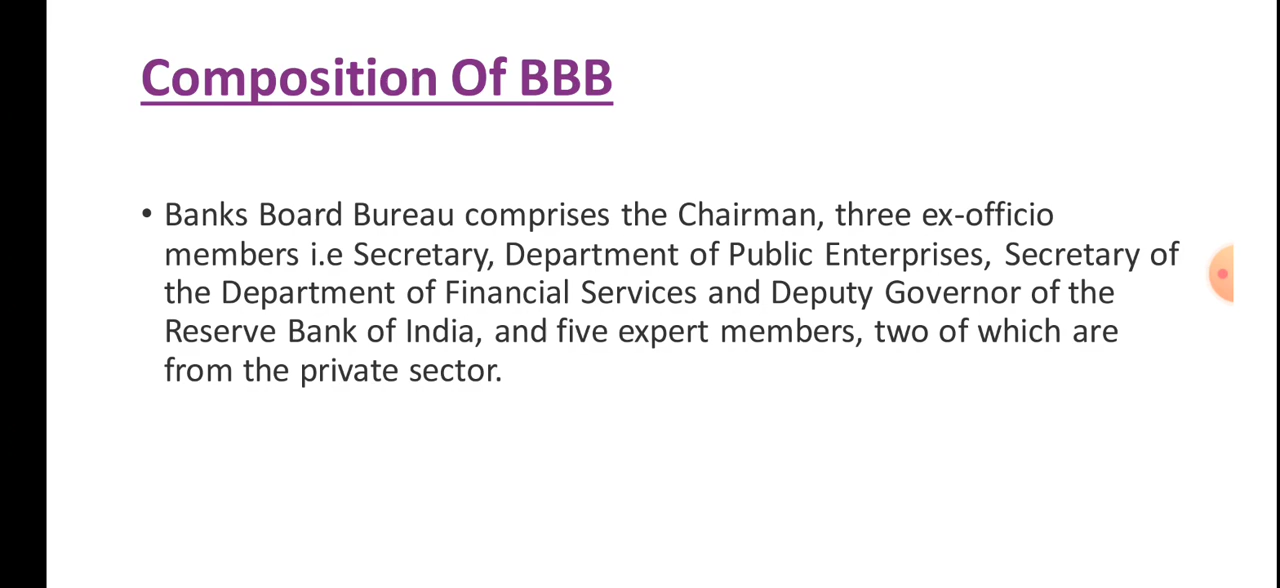 Composition Of BBB
• Banks Board Bureau comprises the Chairman, three ex-officio
members i.e Secretary, Department of Public Enterprises, Secretary of
the Department of Financial Services and Deputy Governor of the
Reserve Bank of India, and five expert members, two of which are
from the private sector.